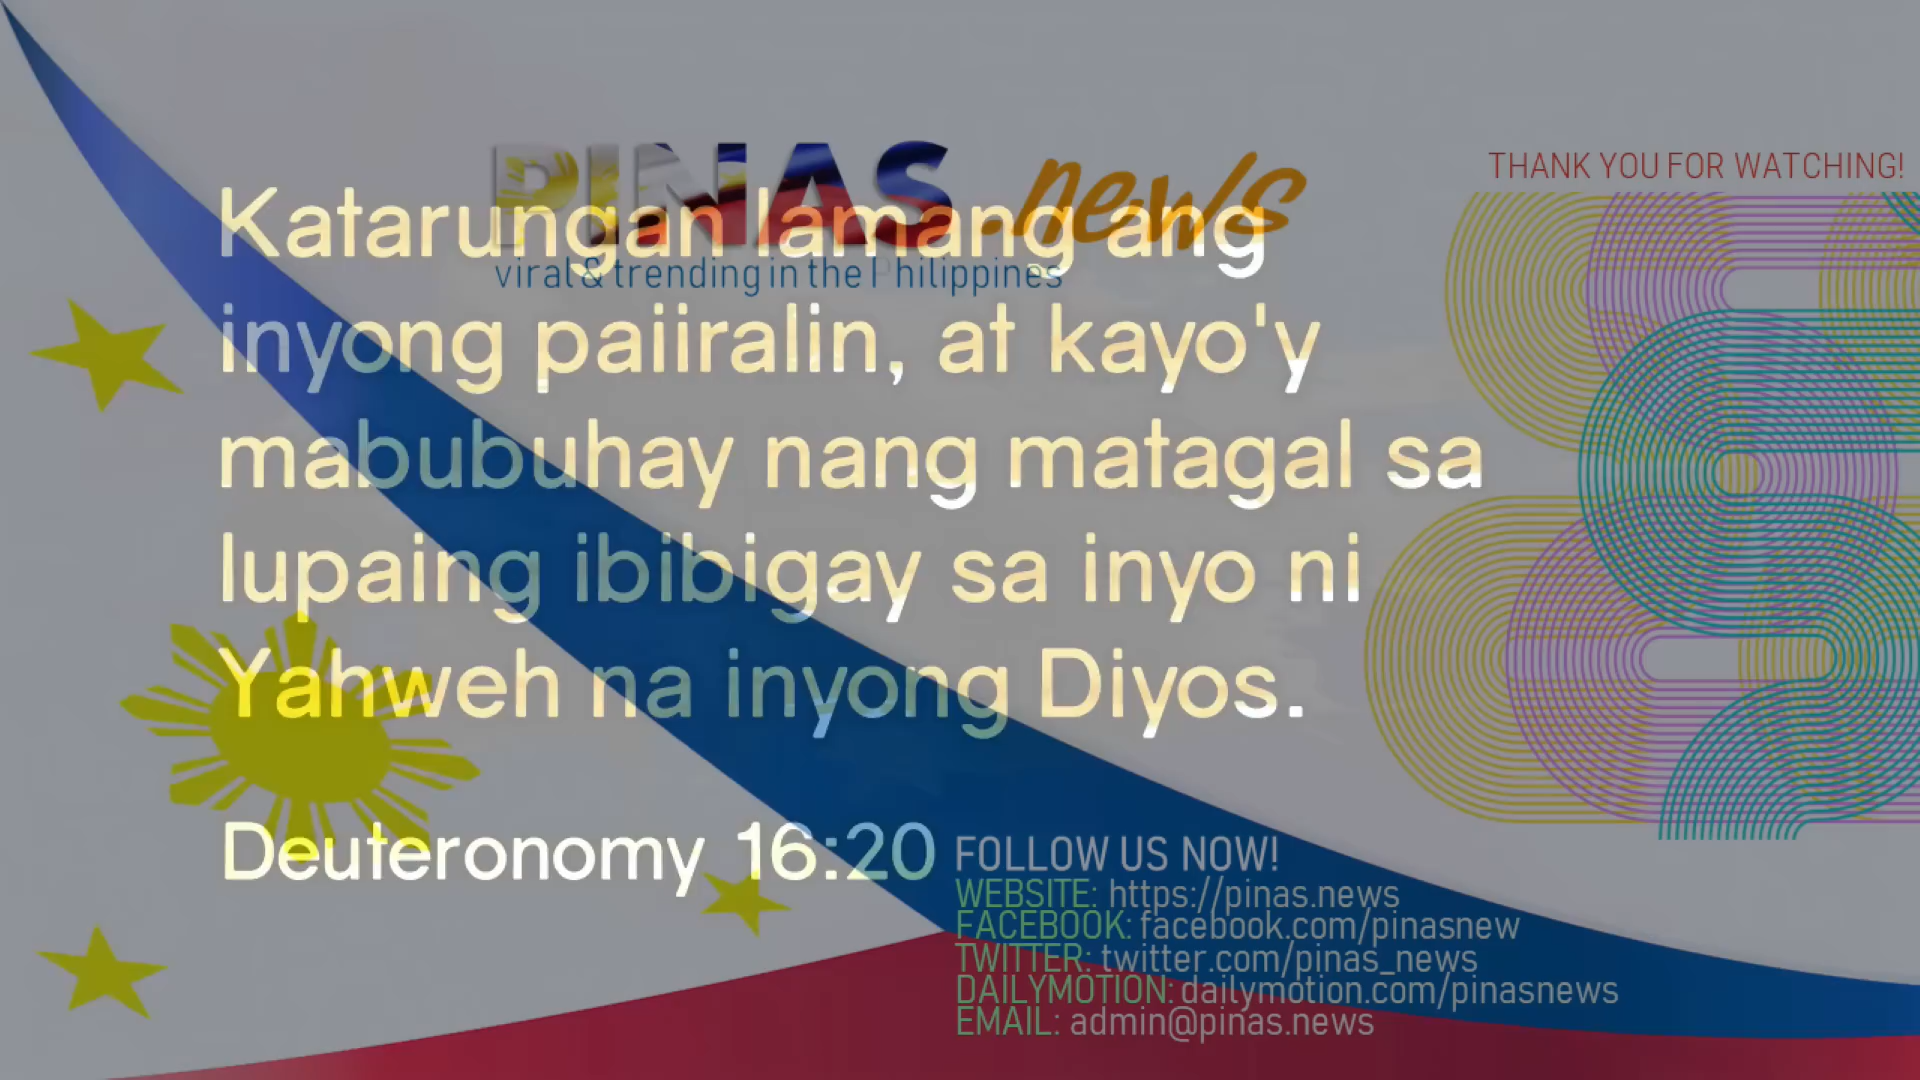 PINAS.news
viral & trending in the Philippines
THANK YOU FOR WATCHING!
Katarungan lamang ang
inyong paiiralin, at kayo'y
mabubuhay nang matagal sa
lupaing ibibigay sa inyo ni
Yahweh na inyong Diyos.
Deuteronomy 16:20
FOLLOW US NOW!
WEBSITE: https://pinas.news
FACEBOOK: facebook.com/pinasnew
TWITTER: twitter.com/pinas_news
DAILYMOTION: dailymotion.com/pinasnews
EMAIL: admin@pinas.news